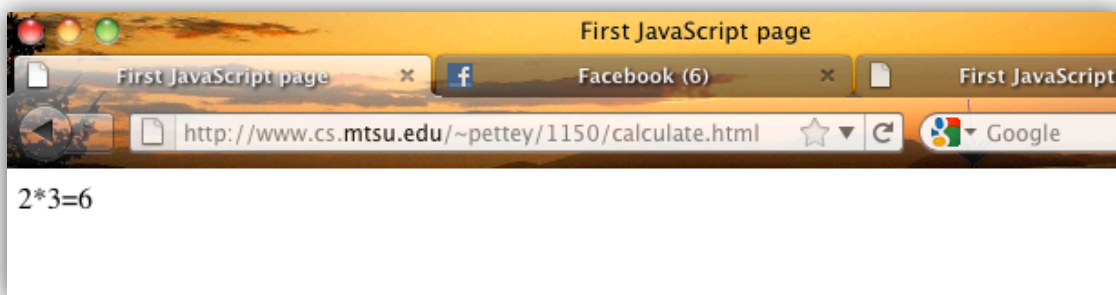 First JavaScript page
First JavaScript page × f Facebook (6) × First JavaScript
http://www.cs.mtsu.edu/~pettey/1150/calculate.html Google
2*3=6